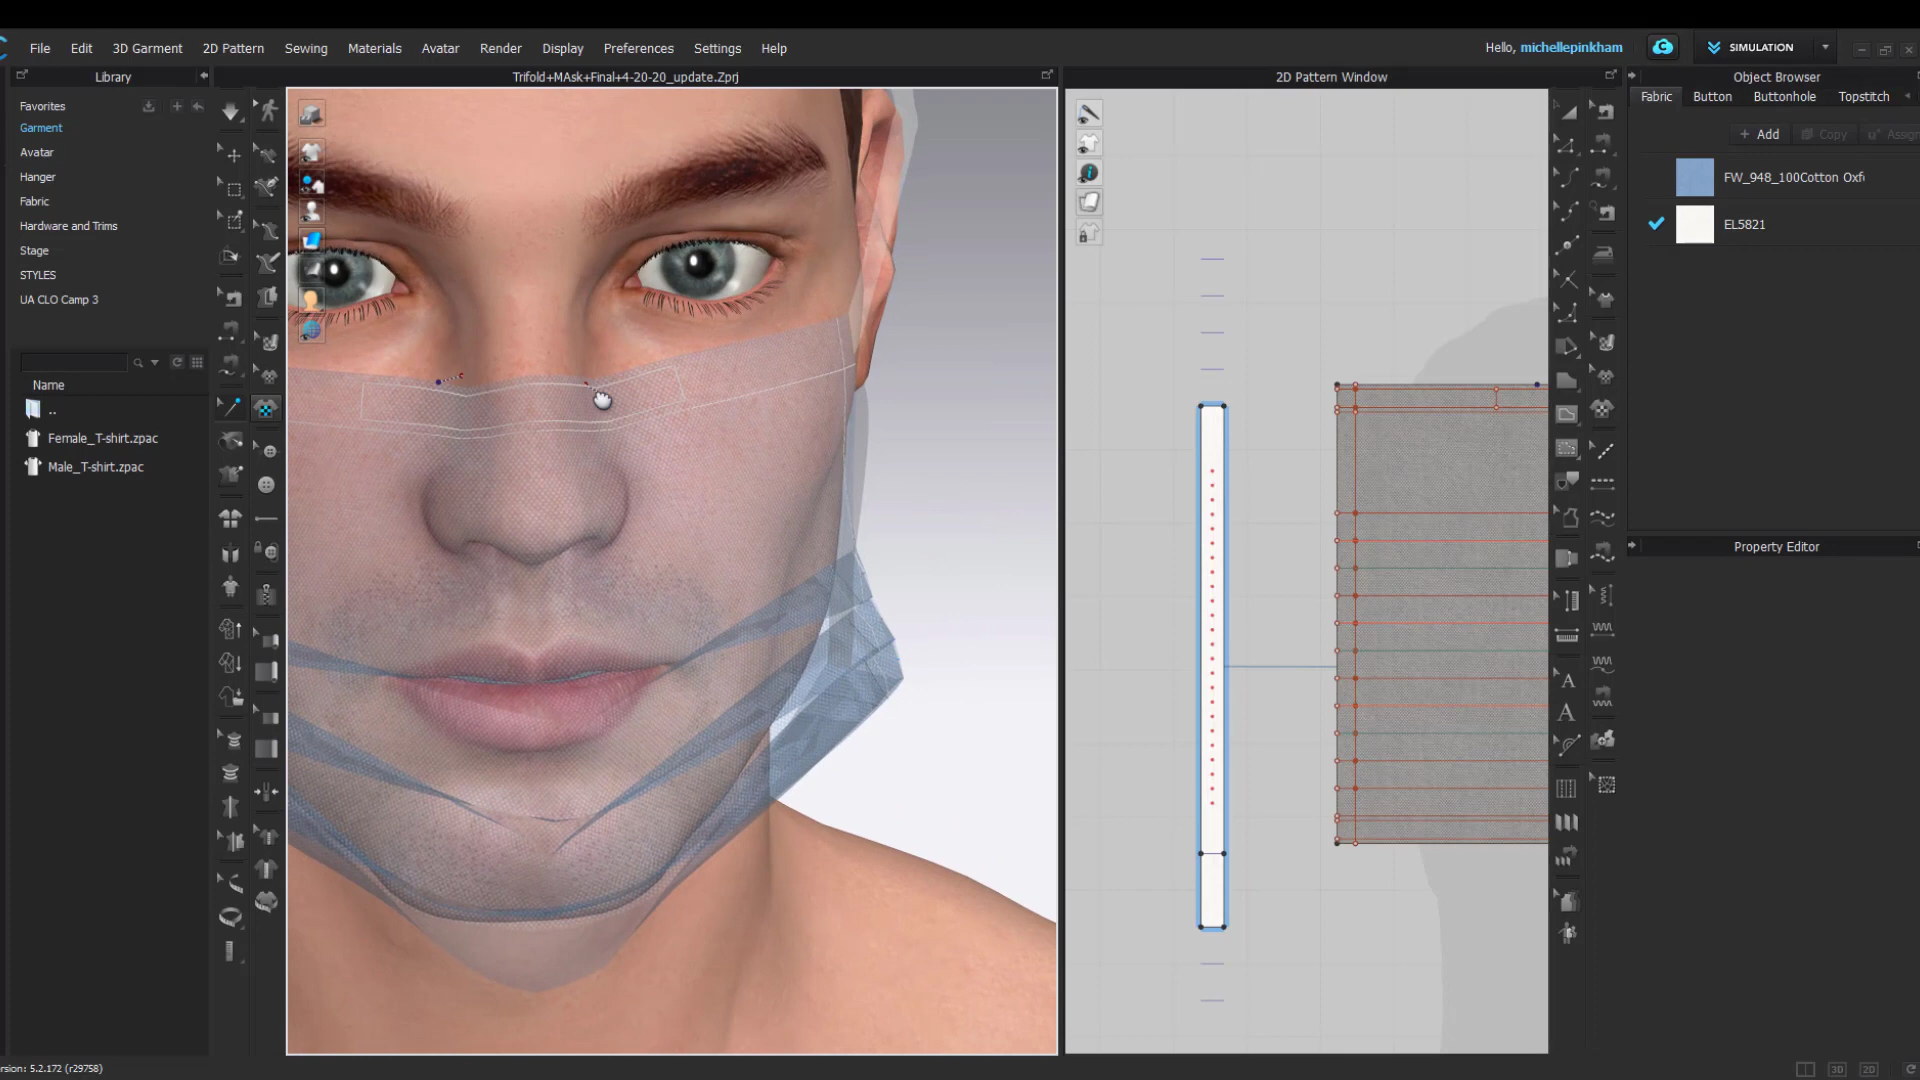 File Edit 3D Garment 2D Pattern Sewing Materials Avatar Render Display Preferences Settings Help
Hello, michellepinkham
SIMULATION
Library
Trifold+MAsk+Final+4-20-20_update.Zprj
2D Pattern Window
Object Browser
Favorites
Garment
Avatar
Hanger
Fabric
Hardware and Trims
Stage
STYLES
UA CLO Camp 3
Name
..
Female_T-shirt.zpac
Male_T-shirt.zpac
Fabric Button Buttonhole Topstitch
+ Add Copy Assig
FW_948_100Cotton Oxf
EL5821
Property Editor
A
A
rsion: 5.2.172 (r29758)
3D 2D